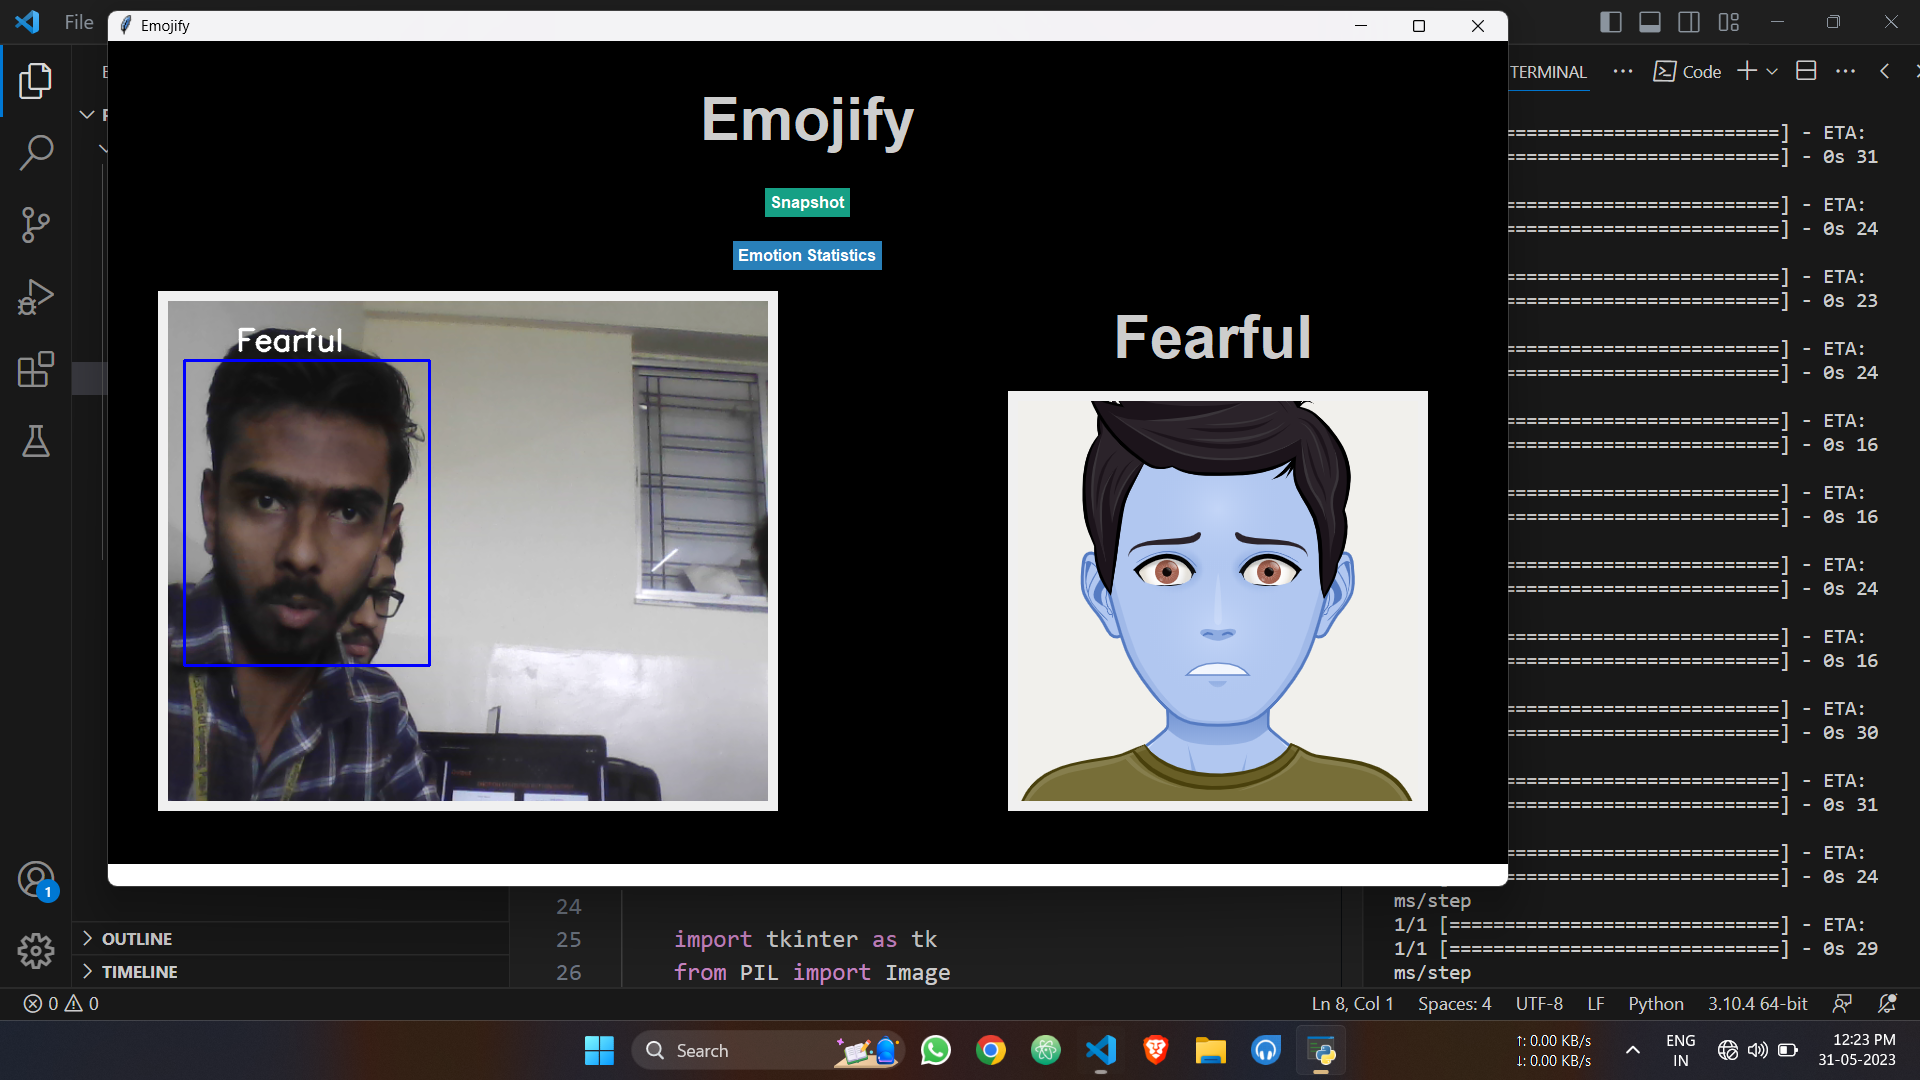 File
Emojify
TERMINAL
Code
Emojify
Snapshot
Emotion Statistics
Fearful
Fearful
=======================] - ETA:
=======================] - 0s 31
=======================] - ETA:
=======================] - 0s 24
=======================] - ETA:
=======================] - 0s 23
=======================] - ETA:
=======================] - 0s 24
=======================] - ETA:
=======================] - 0s 16
=======================] - ETA:
=======================] - 0s 16
=======================] - ETA:
=======================] - 0s 24
=======================] - ETA:
=======================] - 0s 16
=======================] - ETA:
=======================] - 0s 30
=======================] - ETA:
=======================] - 0s 31
=======================] - ETA:
=======================] - 0s 24
ms/step
1/1 [============================] - ETA:
1/1 [============================] - 0s 29
ms/step
1
OUTLINE
TIMELINE
24
25 import tkinter as tk
26 from PIL import Image
0 0
Ln 8, Col 1 Spaces: 4 UTF-8 LF Python 3.10.4 64-bit
Search
↑: 0.00 KB/s
↓: 0.00 KB/s
ENG
IN
12:23 PM
31-05-2023